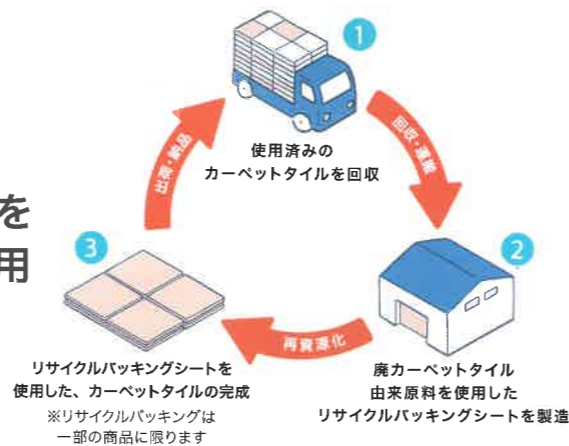 1
使用済みの
カーペットタイルを回収
回収・運搬
2
廃カーペットタイル
由来原料を使用した
リサイクルバッキングシートを製造
再資源化
3
リサイクルバッキングシートを
使用した、カーペットタイルの完成
※リサイクルバッキングは
一部の商品に限ります
出荷・納品
を
用